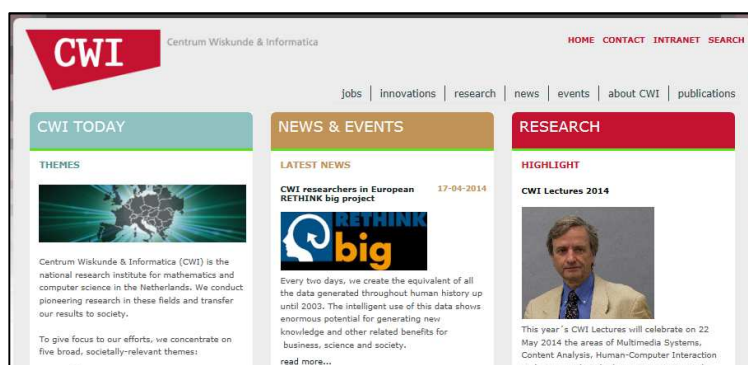 CWI
Centrum Wiskunde & Informatica
HOME CONTACT INTRANET SEARCH
jobs | innovations | research | news | events | about CWI | publications
CWI TODAY
THEMES
Centrum Wiskunde & Informatica (CWI) is the
national research institute for mathematics and
computer science in the Netherlands. We conduct
pioneering research in these fields and transfer
our results to society.
To give focus to our efforts, we concentrate on
five broad, societally-relevant themes:
NEWS & EVENTS
LATEST NEWS
CWI researchers in European 17-04-2014
RETHINK big project
RETHINK
big
Every two days, we create the equivalent of all
the data generated throughout human history up
until 2003. The intelligent use of this data shows
enormous potential for generating new
knowledge and other related benefits for
business, science and society.
read more...
RESEARCH
HIGHLIGHT
CWI Lectures 2014
This year´s CWI Lectures will celebrate on 22
May 2014 the areas of Multimedia Systems,
Content Analysis, Human-Computer Interaction